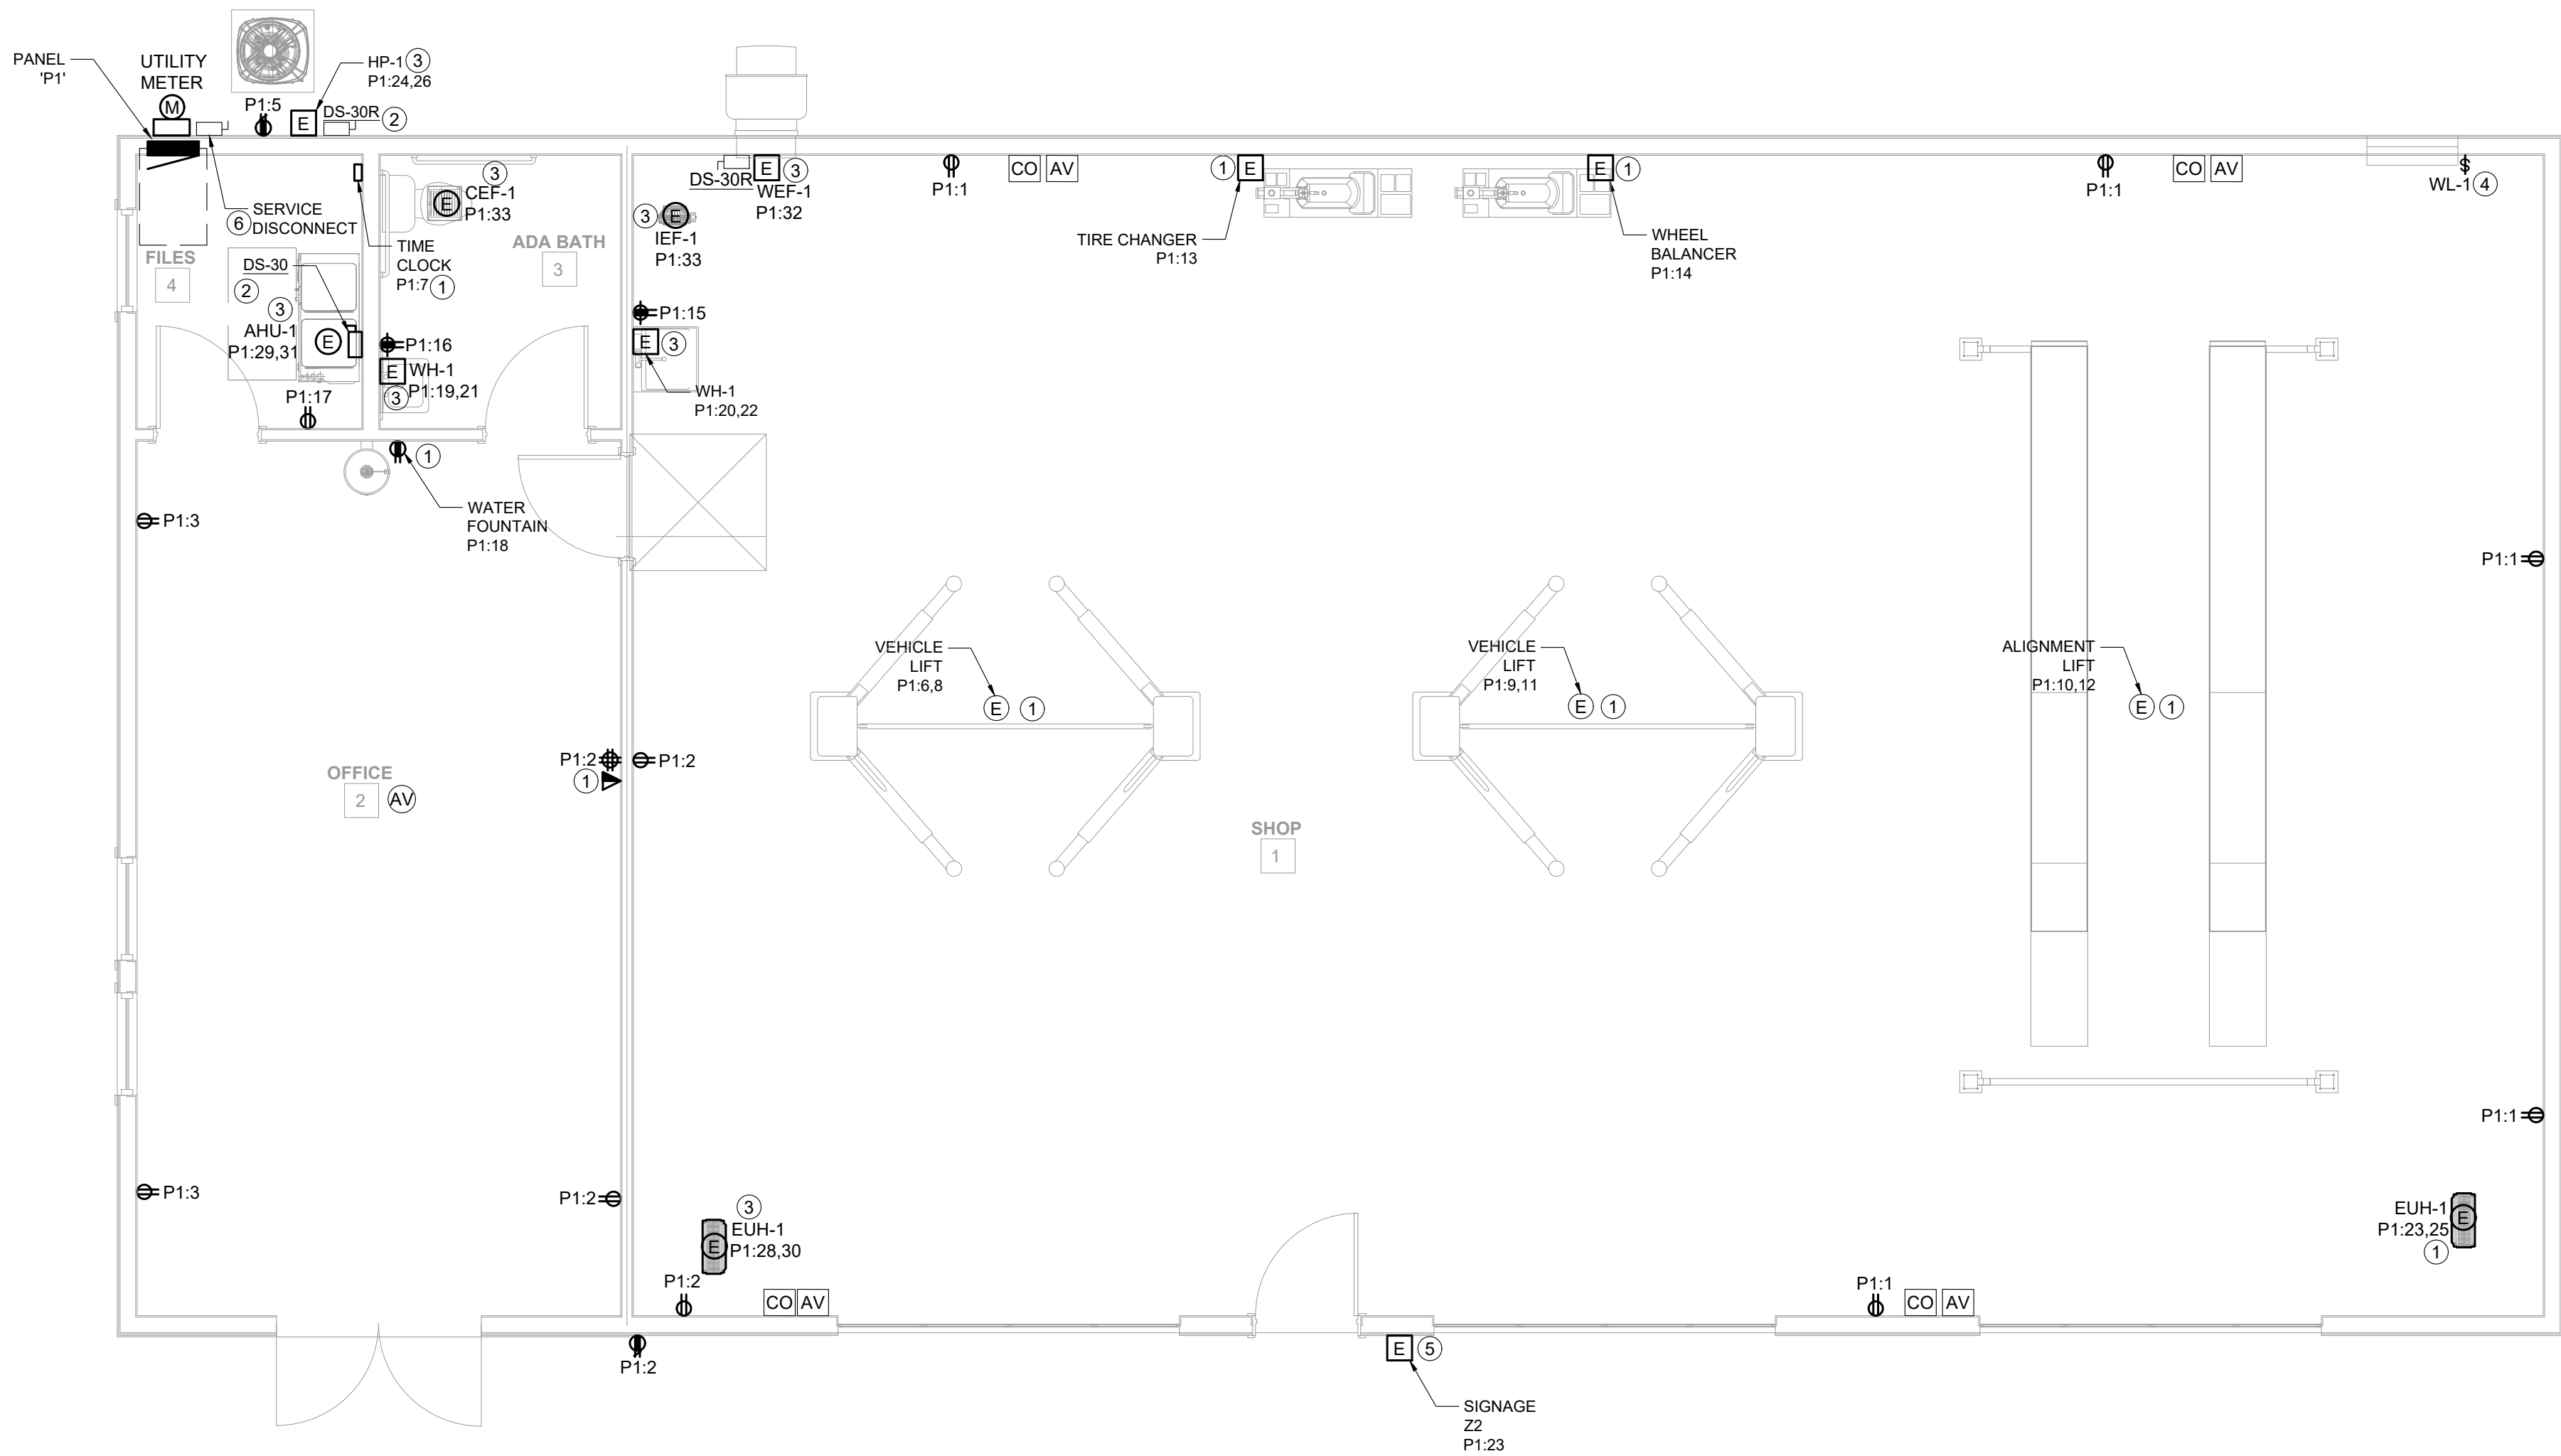 PANEL
'P1'
UTILITY
METER
M
P1:5
HP-1 3
P1:24,26
E
DS-30R 2
6 SERVICE
DISCONNECT
FILES
4
DS-30
2
3
AHU-1
P1:29,31
E
P1:17
TIME
CLOCK
P1:7 1
3
CEF-1
P1:33
E
ADA BATH
3
P1:16
E WH-1
P1:19,21
3
DS-30R
E 3
WEF-1
P1:32
3 E
IEF-1
P1:33
P1:15
E 3
WH-1
P1:20,22
P1:1
CO AV
1 E
TIRE CHANGER
P1:13
E 1
WHEEL
BALANCER
P1:14
P1:1
CO AV
$
WL-1 4
1
WATER
FOUNTAIN
P1:18
P1:3
P1:1
VEHICLE
LIFT
P1:6,8
E 1
VEHICLE
LIFT
P1:9,11
E 1
ALIGNMENT
LIFT
P1:10,12
E 1
P1:2
1
P1:2
OFFICE
2 AV
SHOP
1
P1:1
P1:3
P1:2
3
EUH-1
P1:28,30
E
P1:2
CO AV
P1:2
EUH-1
P1:23,25
1
E
P1:1
CO AV
E 5
SIGNAGE
Z2
P1:23